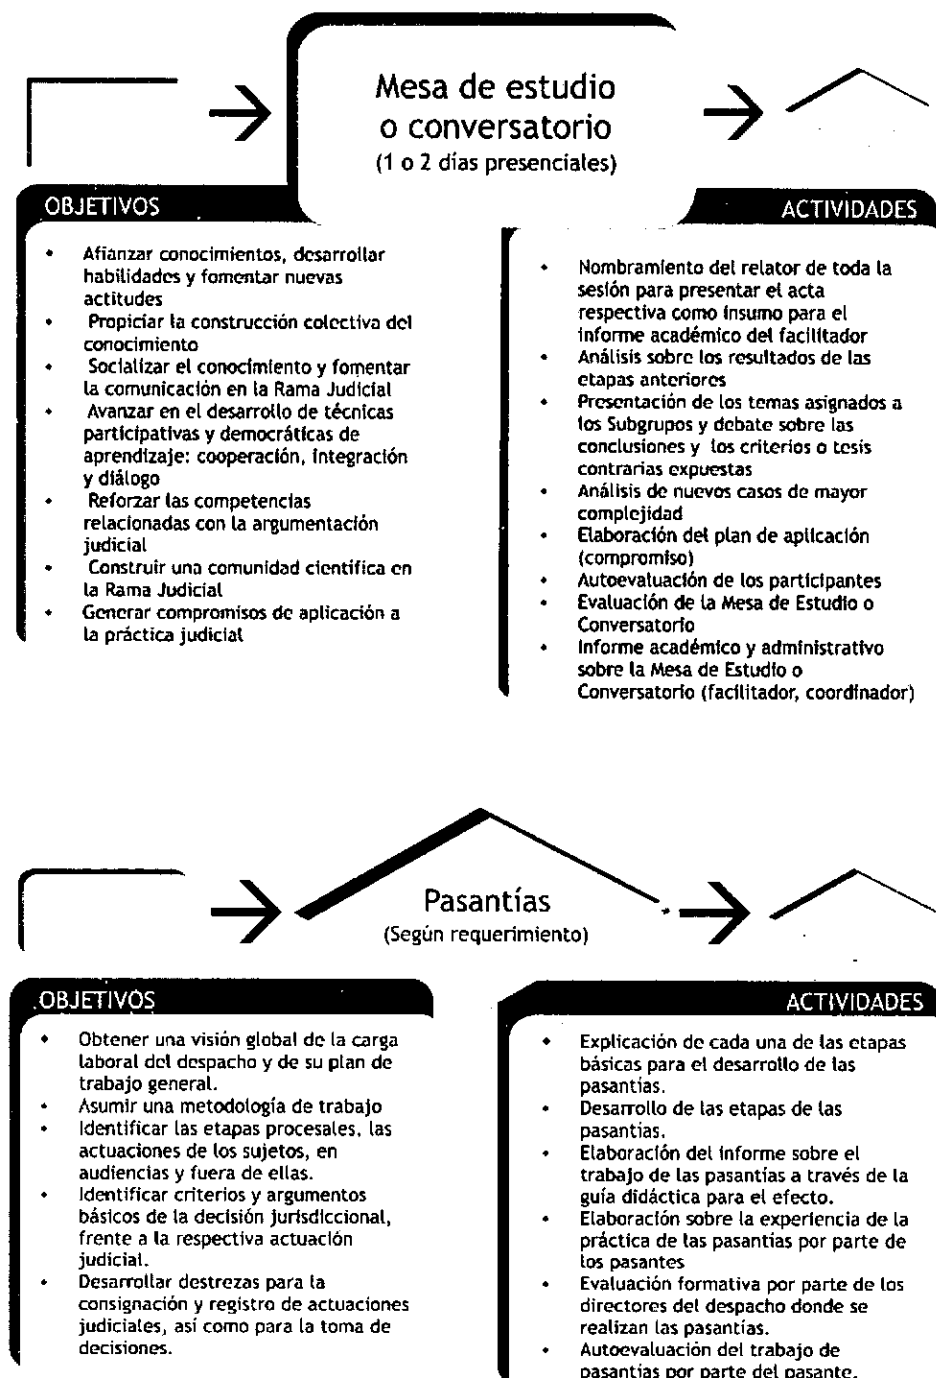 Mesa de estudio
o conversatorio
(1 o 2 días presenciales)
OBJETIVOS
• Afianzar conocimientos, desarrollar
habilidades y fomentar nuevas
actitudes
• Propiciar la construcción colectiva del
conocimiento
• Socializar el conocimiento y fomentar
la comunicación en la Rama Judicial
• Avanzar en el desarrollo de técnicas
participativas y democráticas de
aprendizaje: cooperación, integración
y diálogo
• Reforzar las competencias
relacionadas con la argumentación
judicial
• Construir una comunidad científica en
la Rama Judicial
• Generar compromisos de aplicación a
la práctica judicial
ACTIVIDADES
• Nombramiento del relator de toda la
sesión para presentar el acta
respectiva como insumo para el
informe académico del facilitador
• Análisis sobre los resultados de las
etapas anteriores
• Presentación de los temas asignados a
los Subgrupos y debate sobre las
conclusiones y los criterios o tesis
contrarias expuestas
• Análisis de nuevos casos de mayor
complejidad
• Elaboración del plan de aplicación
(compromiso)
• Autoevaluación de los participantes
• Evaluación de la Mesa de Estudio o
Conversatorio
• Informe académico y administrativo
sobre la Mesa de Estudio o
Conversatorio (facilitador, coordinador)
Pasantías
(Según requerimiento)
OBJETIVOS
• Obtener una visión global de la carga
laboral del despacho y de su plan de
trabajo general.
• Asumir una metodología de trabajo
• Identificar las etapas procesales, las
actuaciones de los sujetos, en
audiencias y fuera de ellas.
• Identificar criterios y argumentos
básicos de la decisión jurisdiccional,
frente a la respectiva actuación
judicial.
• Desarrollar destrezas para la
consignación y registro de actuaciones
judiciales, así como para la toma de
decisiones.
ACTIVIDADES
• Explicación de cada una de las etapas
básicas para el desarrollo de las
pasantías.
• Desarrollo de las etapas de las
pasantías.
• Elaboración del informe sobre el
trabajo de las pasantías a través de la
guía didáctica para el efecto.
• Elaboración sobre la experiencia de la
práctica de las pasantías por parte de
los pasantes
• Evaluación formativa por parte de los
directores del despacho donde se
realizan las pasantías.
• Autoevaluación del trabajo de
pasantías por parte del pasante.